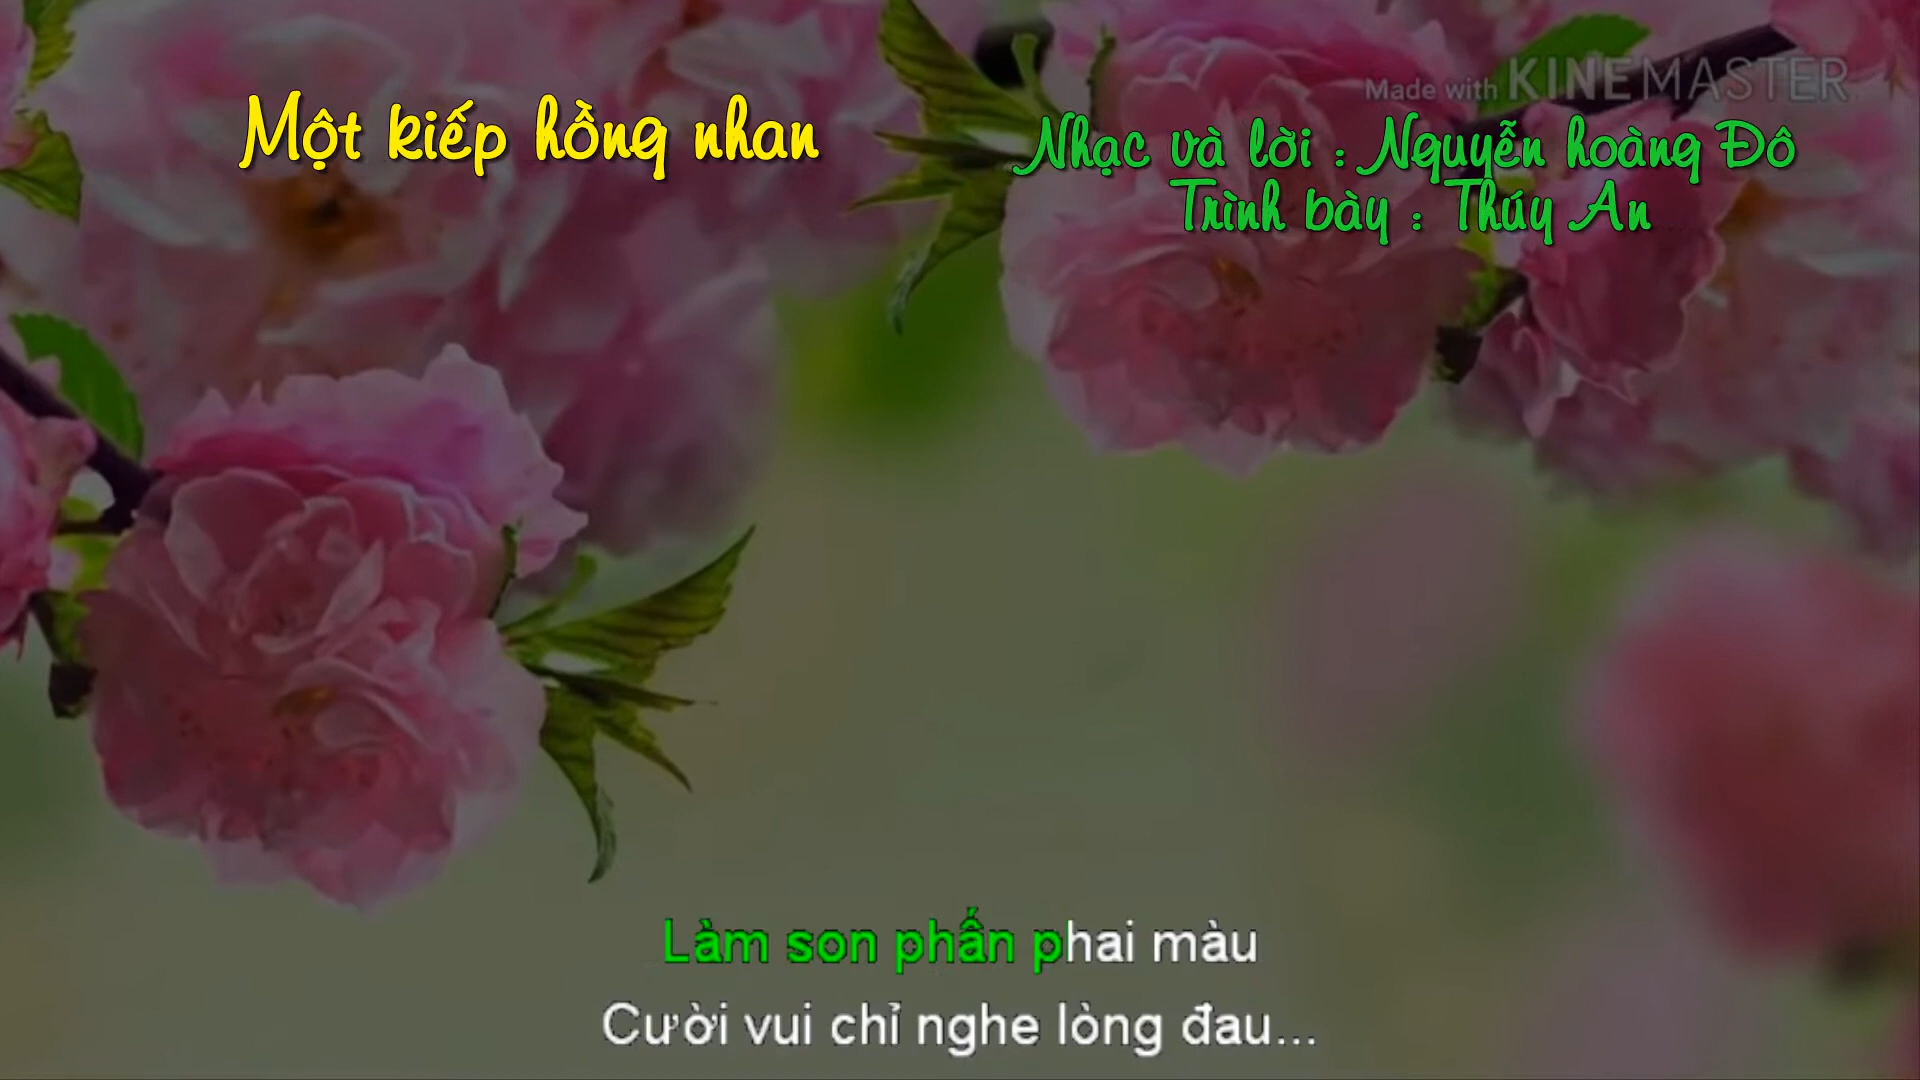 Made with KINEMASTER
Một kiếp hồng nhan
Nhạc và lời : Nguyễn hoàng Đô
Trình bày : Thúy An
Làm son phấn phai màu
Cười vui chỉ nghe lòng đau...